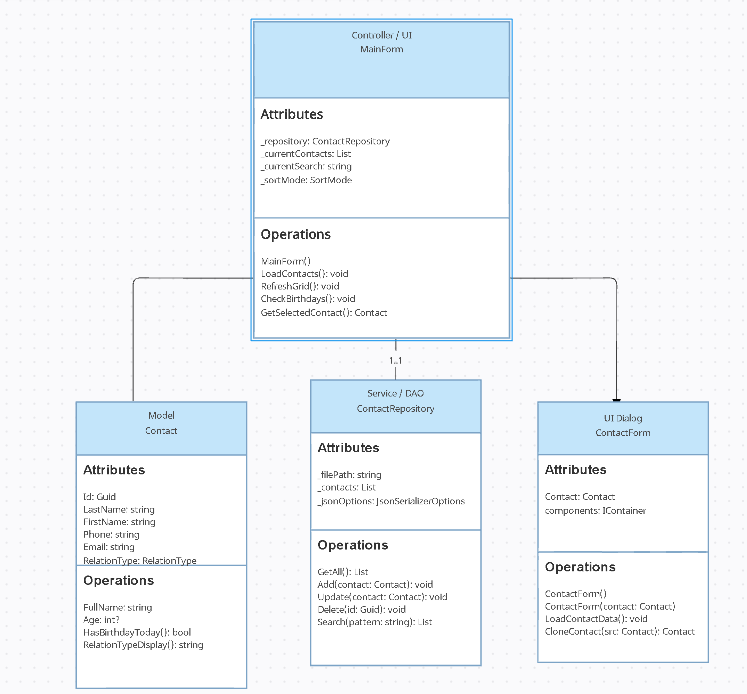 Controller / UI
MainForm
Attributes
_repository: ContactRepository
_currentContacts: List
_currentSearch: string
_sortMode: SortMode
Operations
MainForm()
LoadContacts(): void
RefreshGrid(): void
CheckBirthdays(): void
GetSelectedContact(): Contact
1..1
Model
Contact
Attributes
Id: Guid
LastName: string
FirstName: string
Phone: string
Email: string
RelationType: RelationType
Operations
FullName: string
Age: int?
HasBirthdayToday(): bool
RelationTypeDisplay(): string
Service / DAO
ContactRepository
Attributes
_filePath: string
_contacts: List
_jsonOptions: JsonSerializerOptions
Operations
GetAll(): List
Add(contact: Contact): void
Update(contact: Contact): void
Delete(id: Guid): void
Search(pattern: string): List
UI Dialog
ContactForm
Attributes
Contact: Contact
components: IContainer
Operations
ContactForm()
ContactForm(contact: Contact)
LoadContactData(): void
CloneContact(src: Contact): Contact